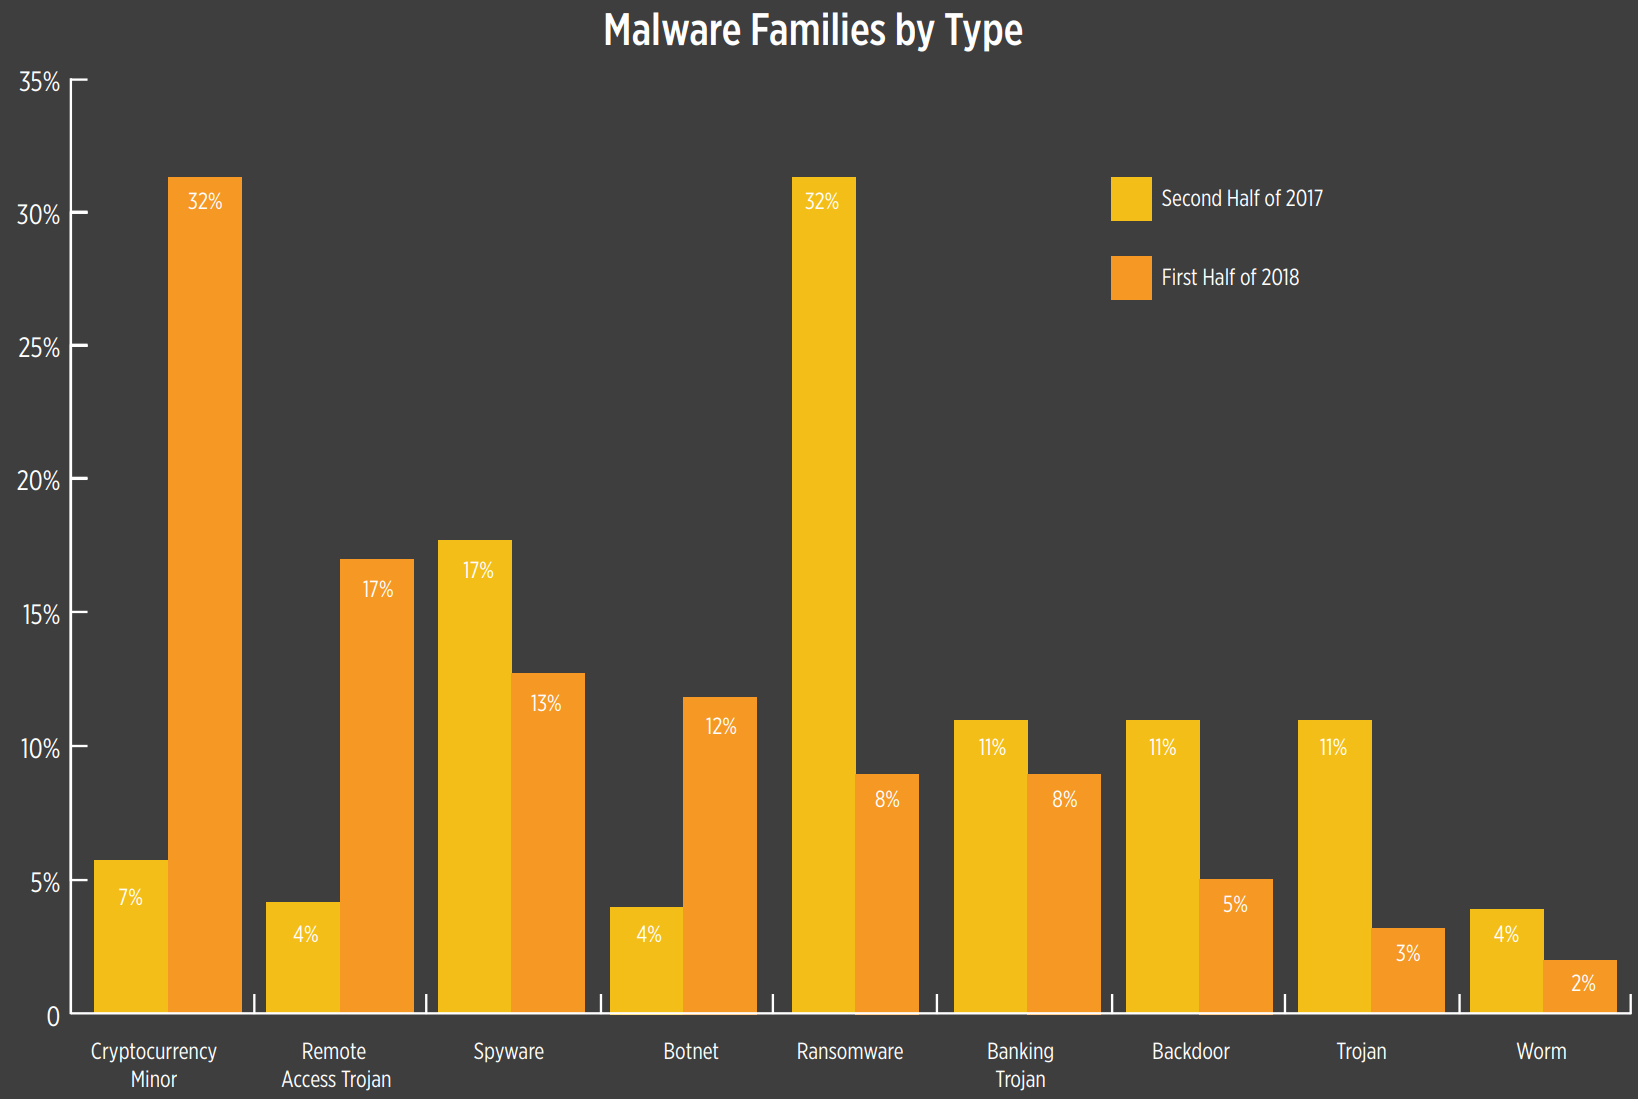 Malware Families by Type
35%
30%
25%
20%
15%
10%
5%
0
Second Half of 2017
First Half of 2018
7%
32%
4%
17%
17%
13%
4%
12%
32%
8%
11%
8%
11%
5%
11%
3%
4%
2%
Cryptocurrency
Minor
Remote
Access Trojan
Spyware
Botnet
Ransomware
Banking
Trojan
Backdoor
Trojan
Worm